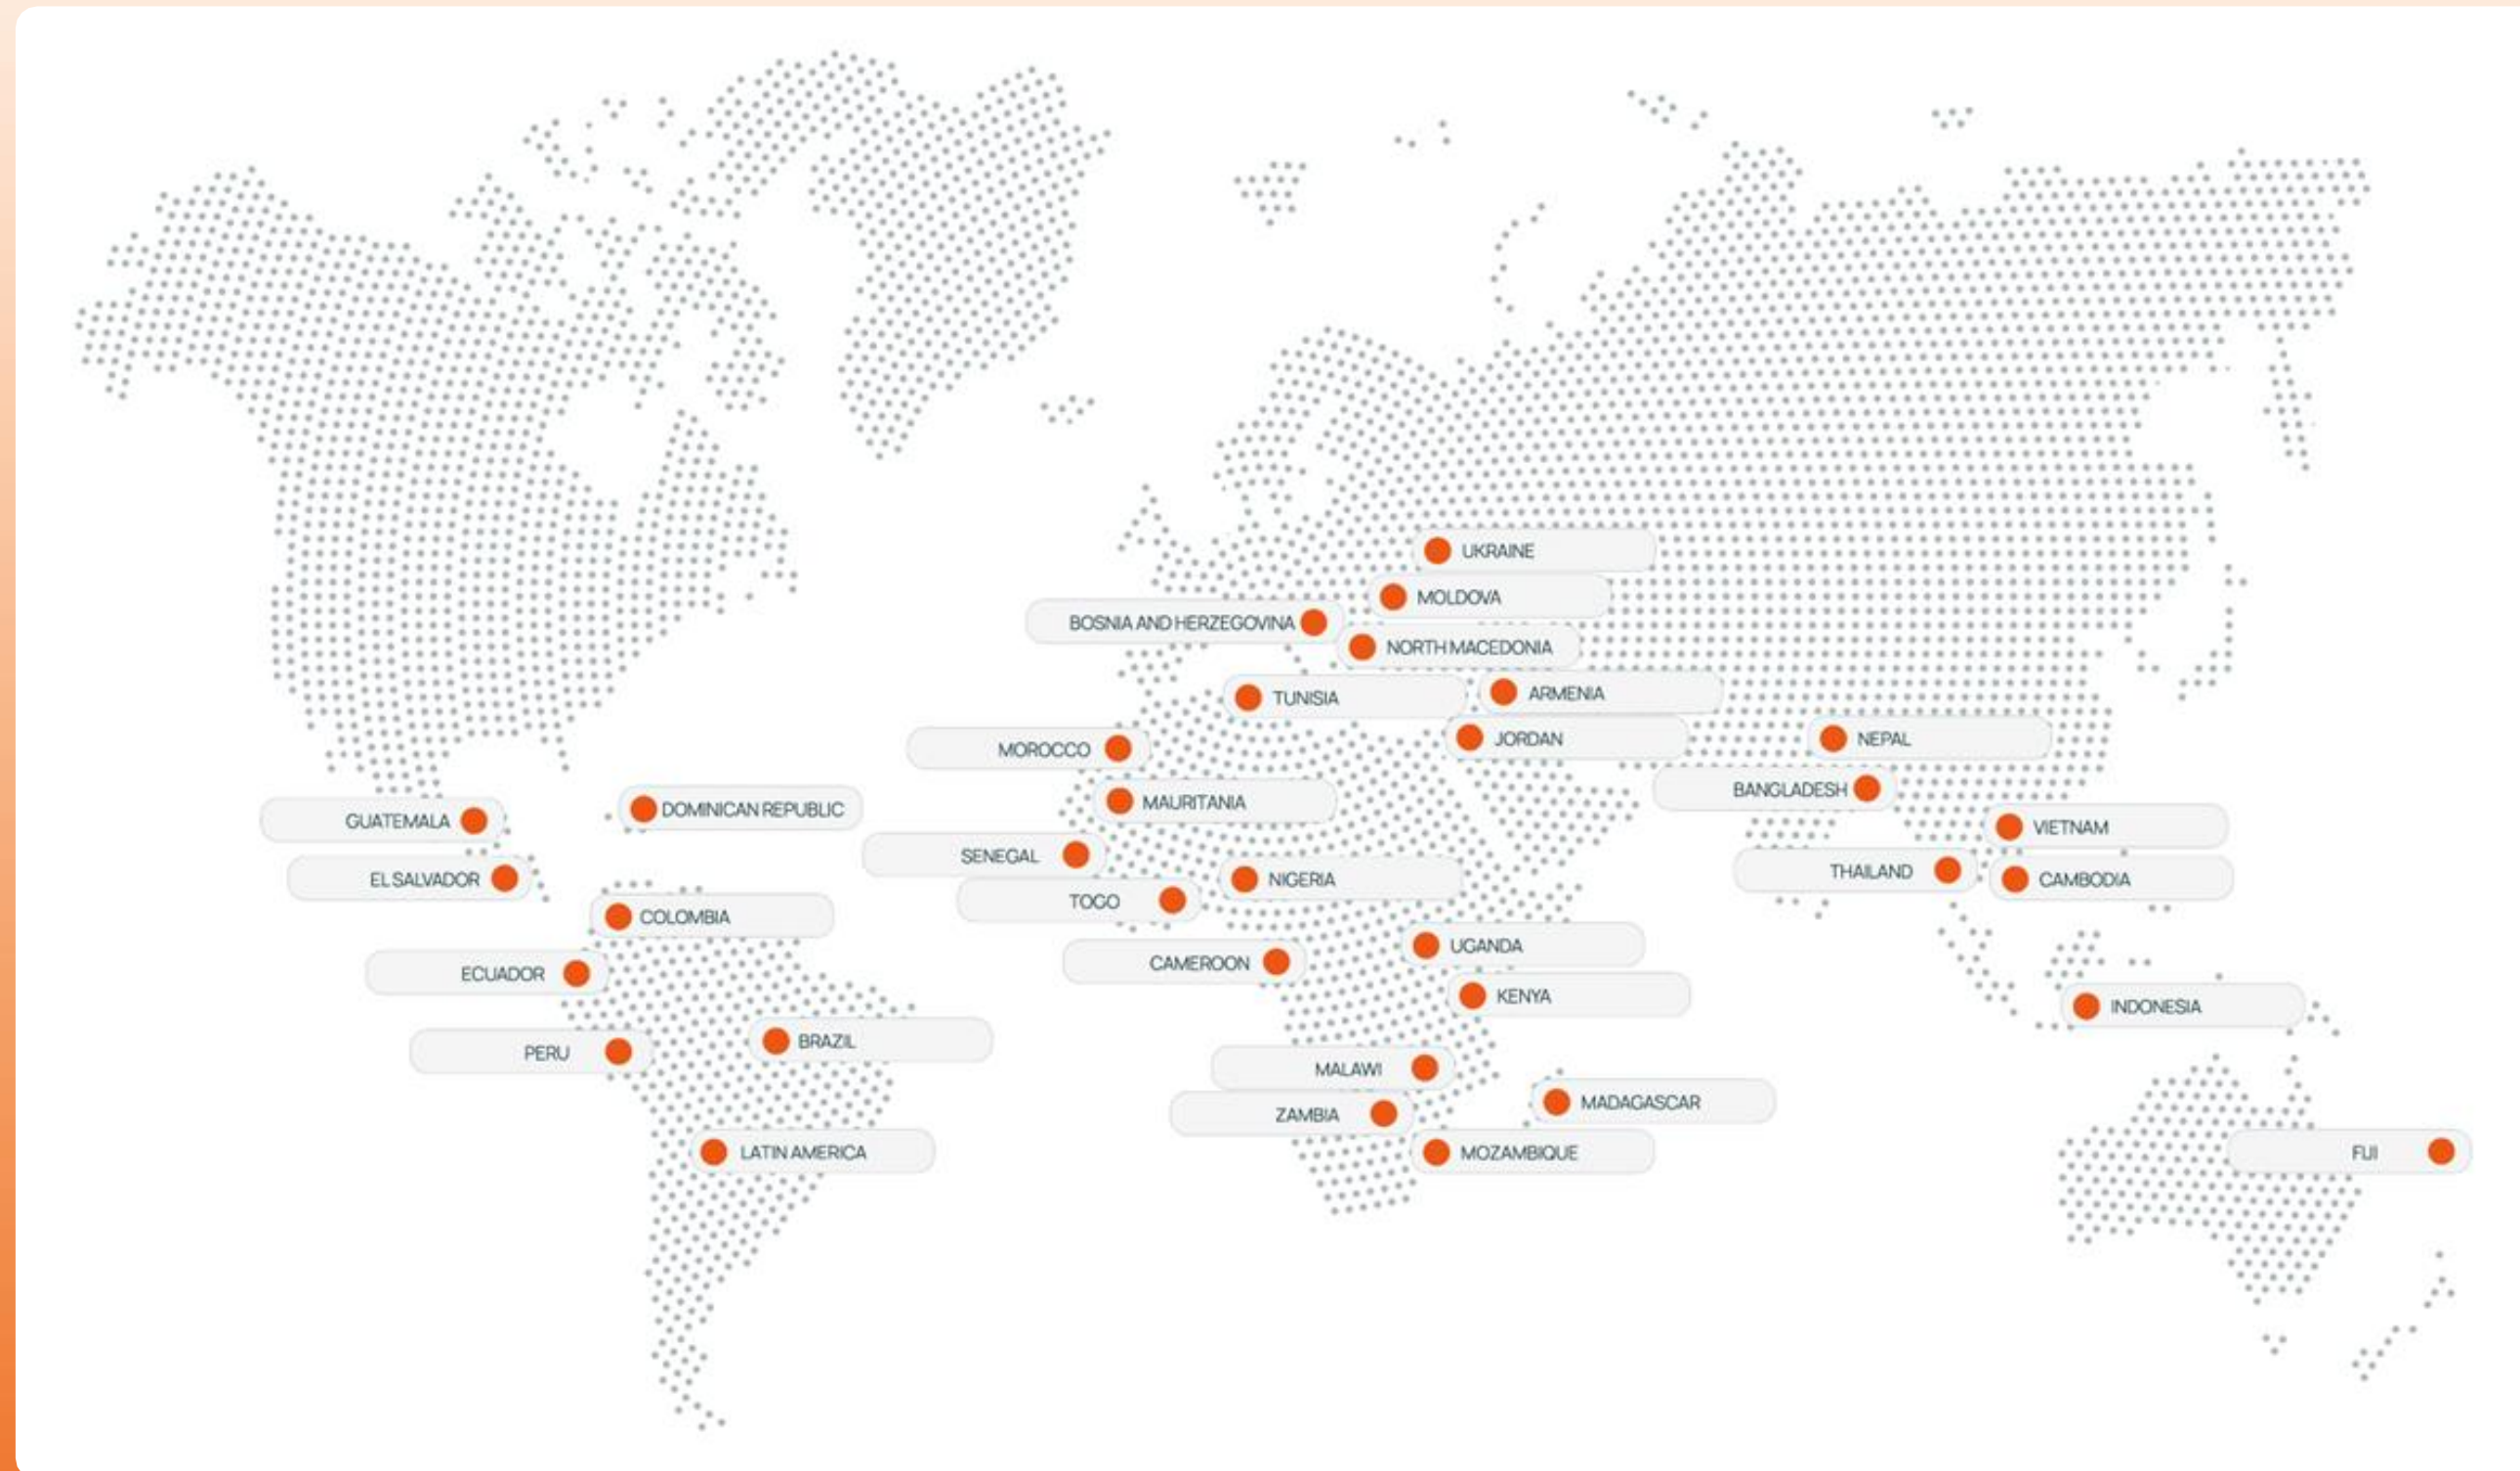 UKRAINE
MOLDOVA
BOSNIA AND HERZEGOVINA
NORTH MACEDONIA
TUNISIA
ARMENIA
MOROCCO
JORDAN
NEPAL
BANGLADESH
MAURITANIA
GUATEMALA
DOMINICAN REPUBLIC
VIETNAM
SENEGAL
THAILAND
EL SALVADOR
NIGERIA
CAMBODIA
TOGO
COLOMBIA
UGANDA
CAMEROON
ECUADOR
KENYA
INDONESIA
BRAZIL
PERU
MALAWI
MADAGASCAR
ZAMBIA
LATIN AMERICA
MOZAMBIQUE
FIJI